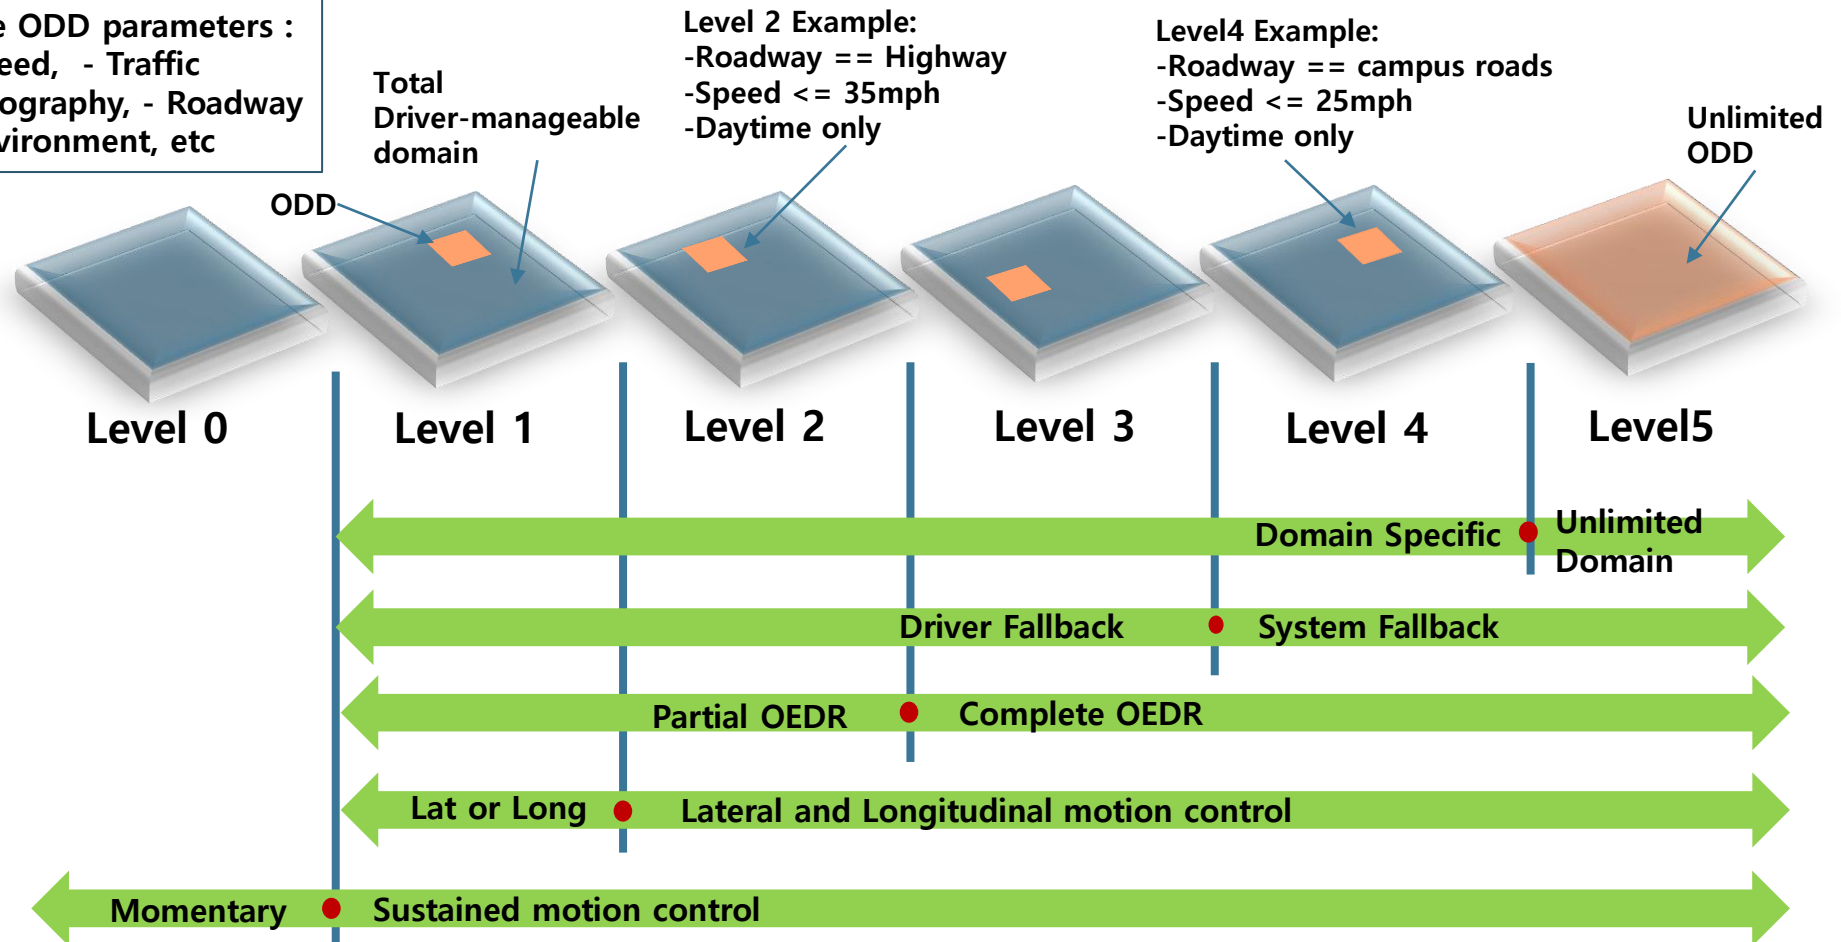 ODD parameters :
- Traffic
- Roadway
etc
Total
Driver-manageable
domain
ODD
Level 2 Example:
-Roadway == Highway
-Speed <= 35mph
-Daytime only
Level4 Example:
-Roadway == campus roads
-Speed <= 25mph
-Daytime only
Unlimited
ODD
Level 0
Level 1
Level 2
Level 3
Level 4
Level5
Domain Specific
Unlimited
Domain
Driver Fallback
System Fallback
Partial OEDR
Complete OEDR
Lat or Long
Lateral and Longitudinal motion control
Momentary
Sustained motion control